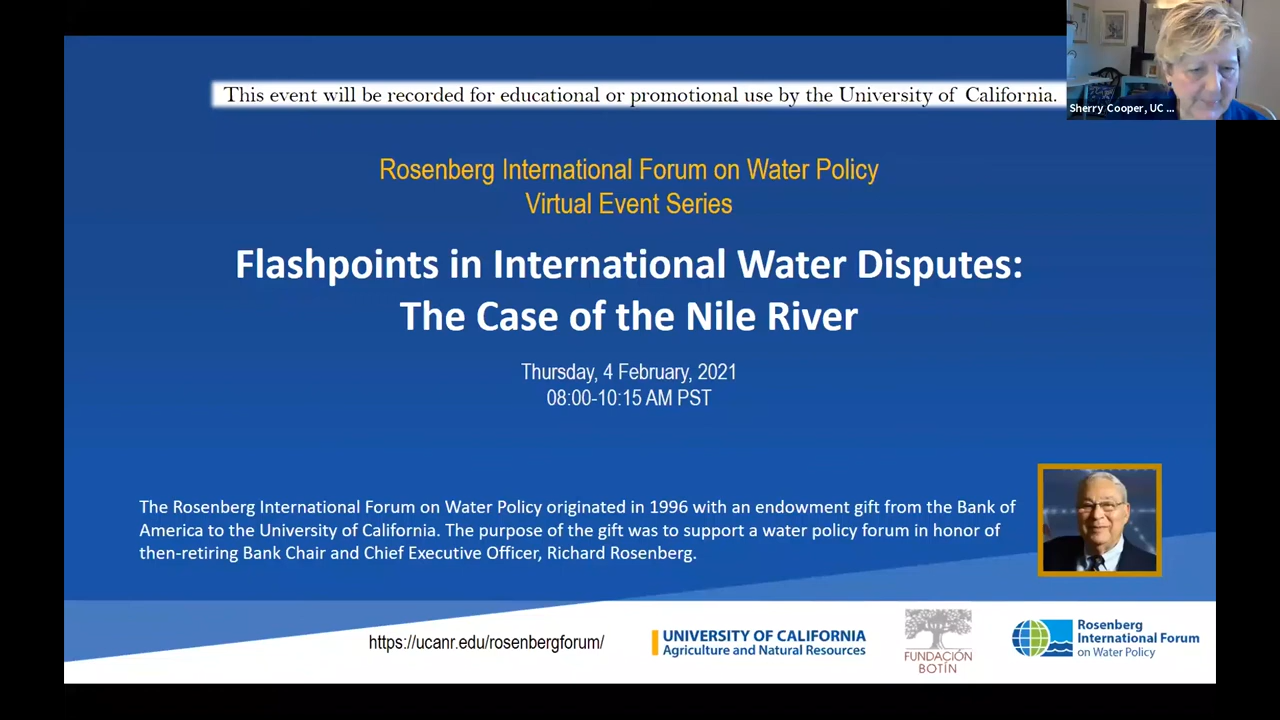 This event will be recorded for educational or promotional use by the University of California.
Sherry Cooper, UC ...
Rosenberg International Forum on Water Policy
Virtual Event Series
Flashpoints in International Water Disputes:
The Case of the Nile River
Thursday, 4 February, 2021
08:00-10:15 AM PST
The Rosenberg International Forum on Water Policy originated in 1996 with an endowment gift from the Bank of
America to the University of California. The purpose of the gift was to support a water policy forum in honor of
then-retiring Bank Chair and Chief Executive Officer, Richard Rosenberg.
https://ucanr.edu/rosenbergforum/
UNIVERSITY OF CALIFORNIA
Agriculture and Natural Resources
FUNDACIÓN
BOTÍN
Rosenberg
International Forum
on Water Policy